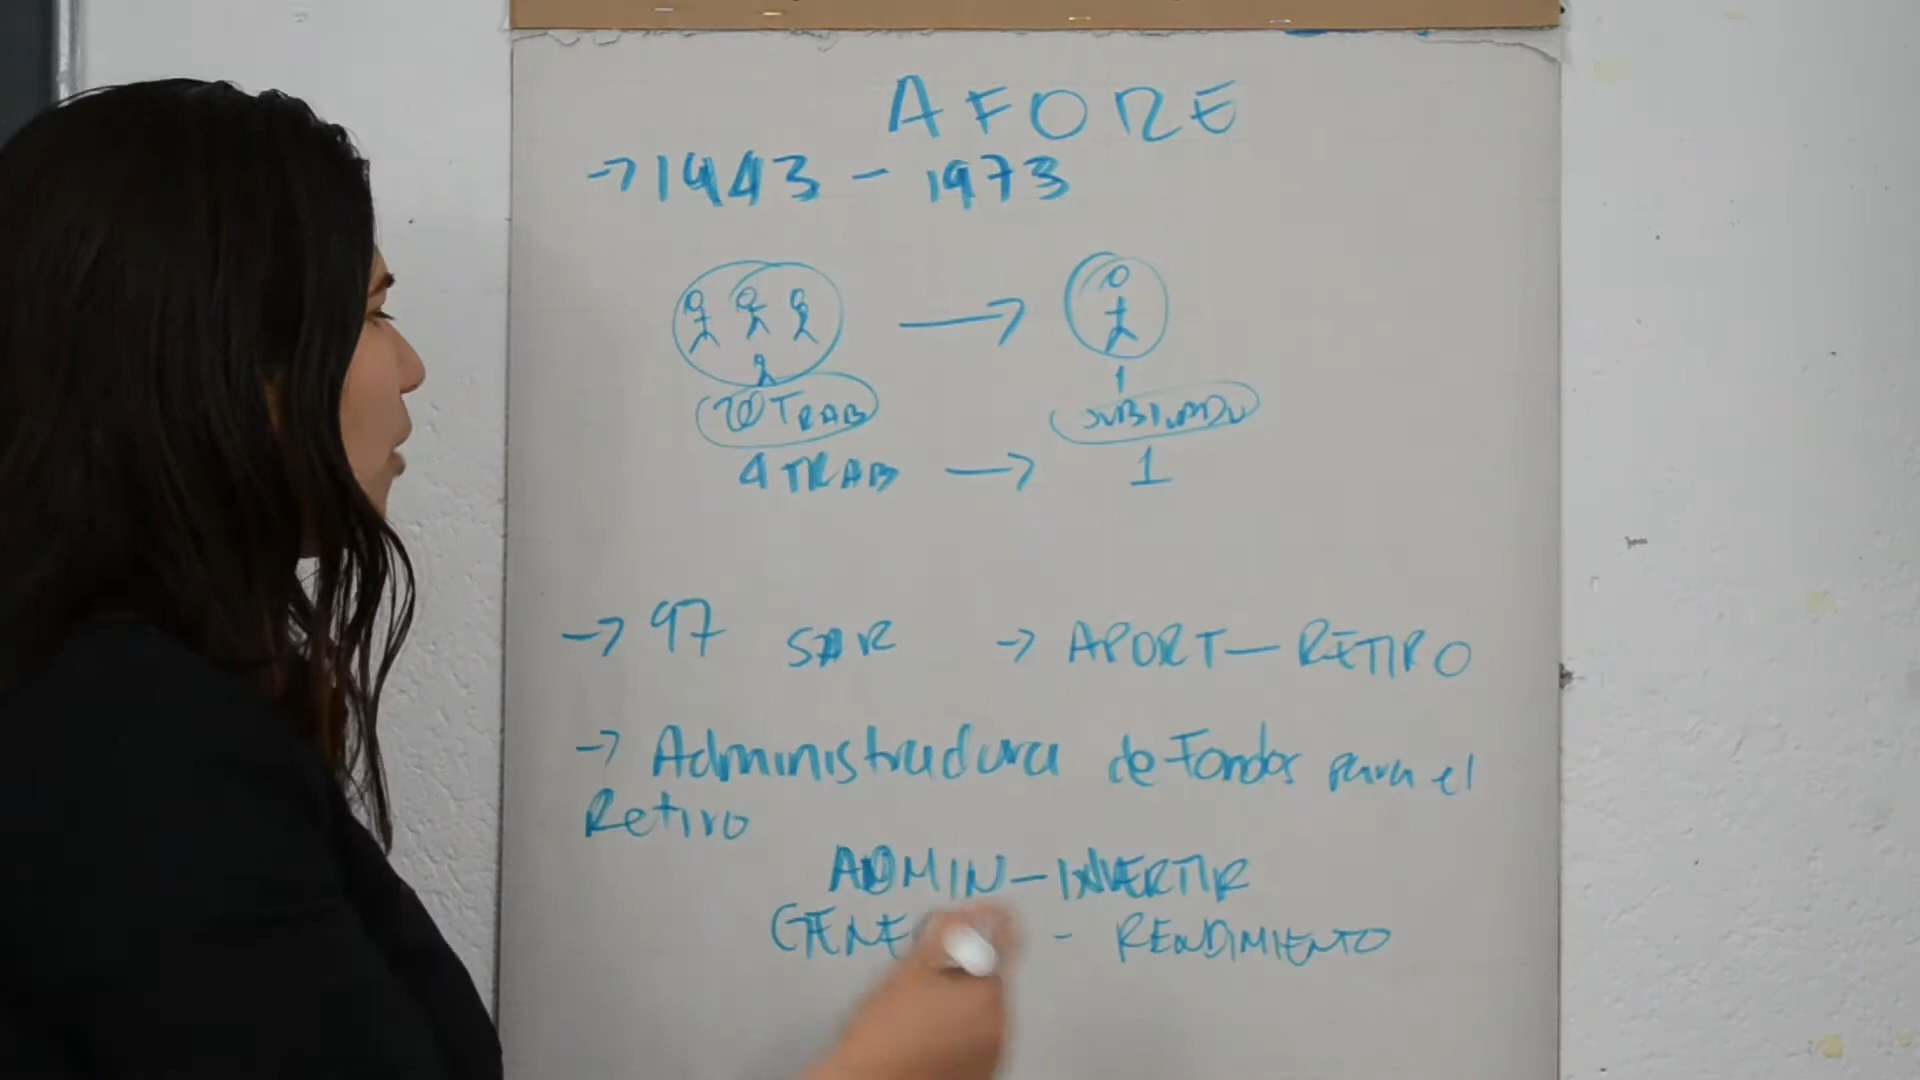 AFORE
→ 1943 - 1973
20 TRAB → 1 JUBILADO
4 TRAB → 1
→ 97 SAR → APORT - RETIRO
→ Administradora de Fondos para el
Retiro
ADMIN - INVERTIR
- RENDIMIENTO